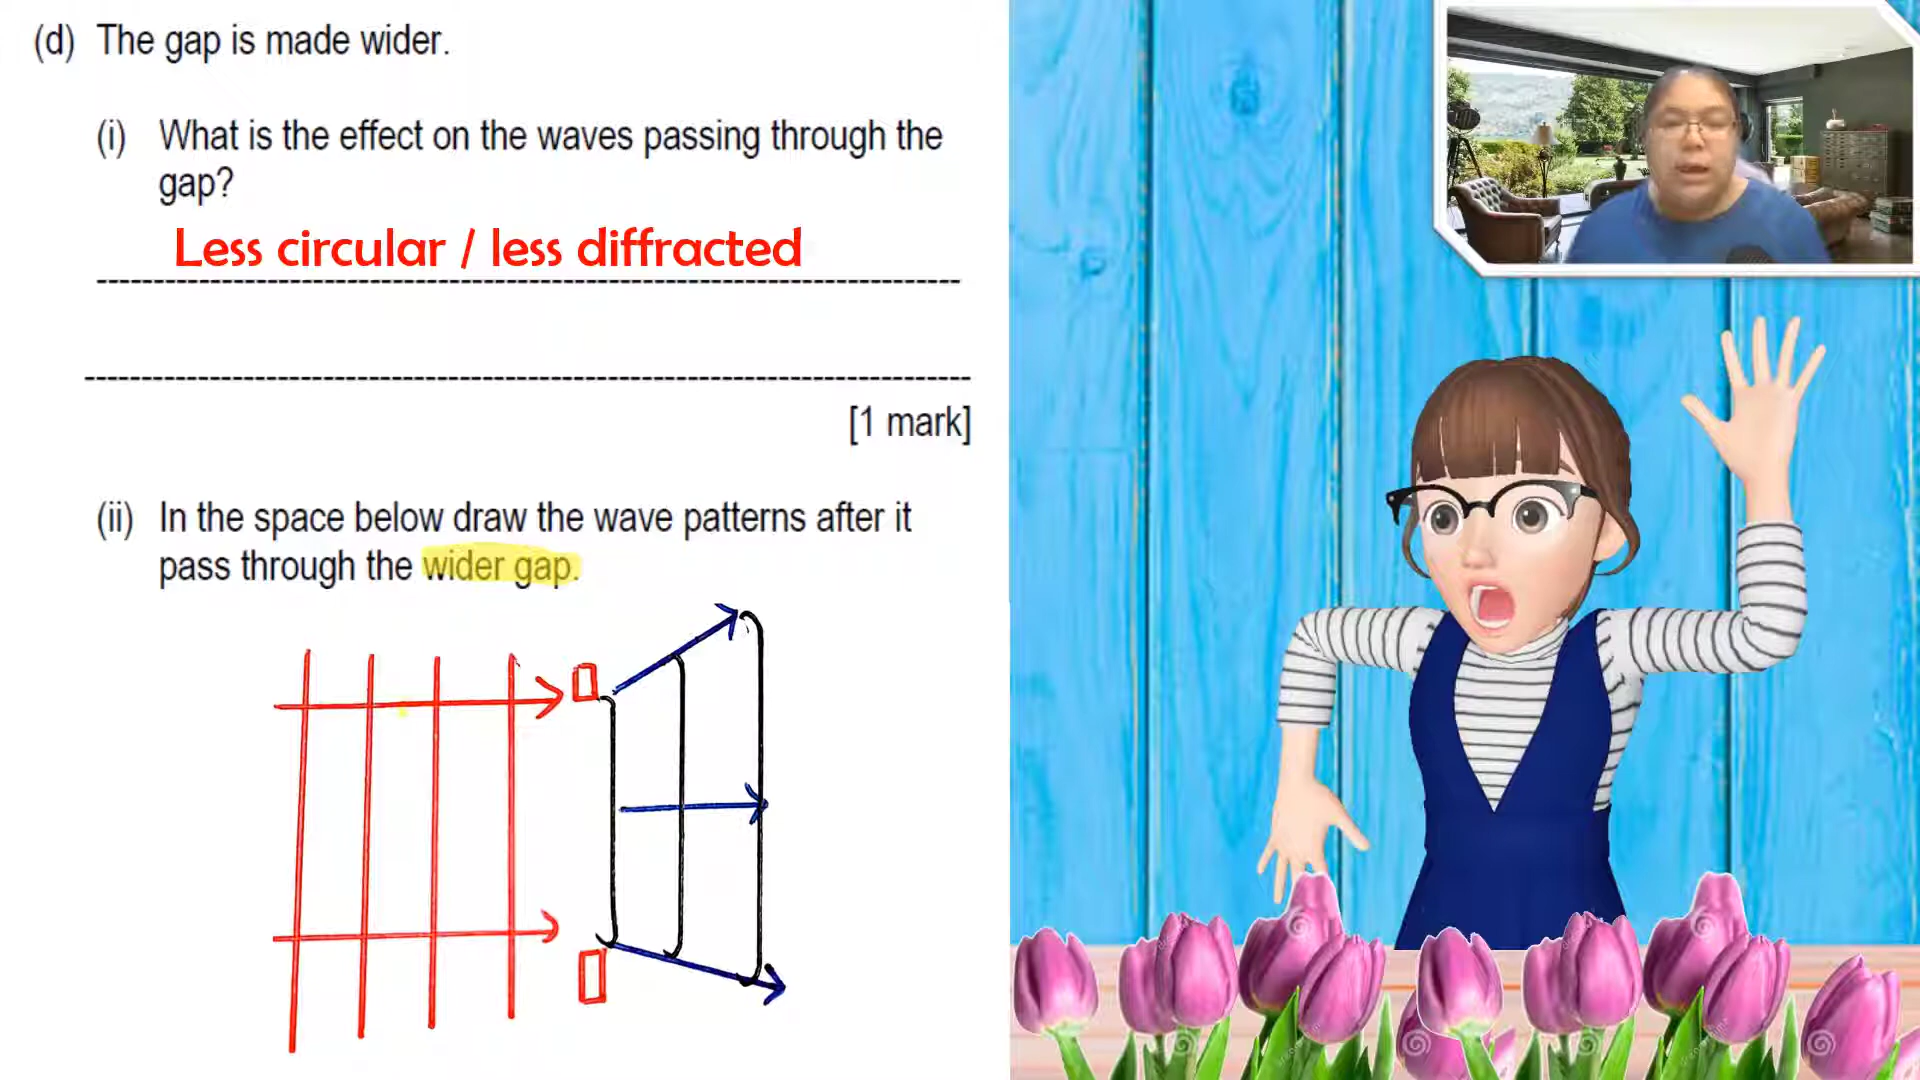 (d) The gap is made wider.
(i) What is the effect on the waves passing through the
gap?
Less circular / less diffracted
[1 mark]
(ii) In the space below draw the wave patterns after it
pass through the wider gap.